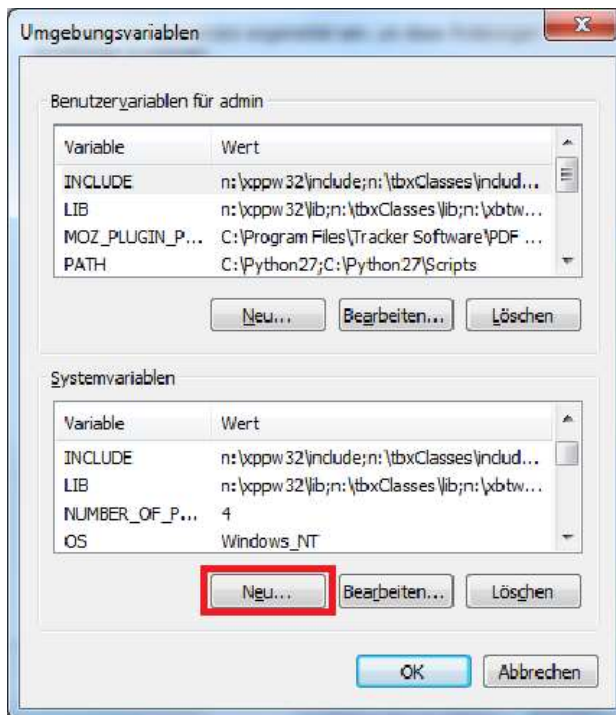 Umgebungsvariablen
Benutzervariablen für admin
Variable Wert
INCLUDE n:\xppw32\include;n:\tbxClasses\includ...
LIB n:\xppw32\lib;n:\tbxClasses\lib;n:\xbtw...
MOZ_PLUGIN_P... C:\Program Files\Tracker Software\PDF ...
PATH C:\Python27;C:\Python27\Scripts
Neu... Bearbeiten... Löschen
Systemvariablen
Variable Wert
INCLUDE n:\xppw32\include;n:\tbxClasses\includ...
LIB n:\xppw32\lib;n:\tbxClasses\lib;n:\xbtw...
NUMBER_OF_P... 4
OS Windows_NT
Neu... Bearbeiten... Löschen
OK Abbrechen